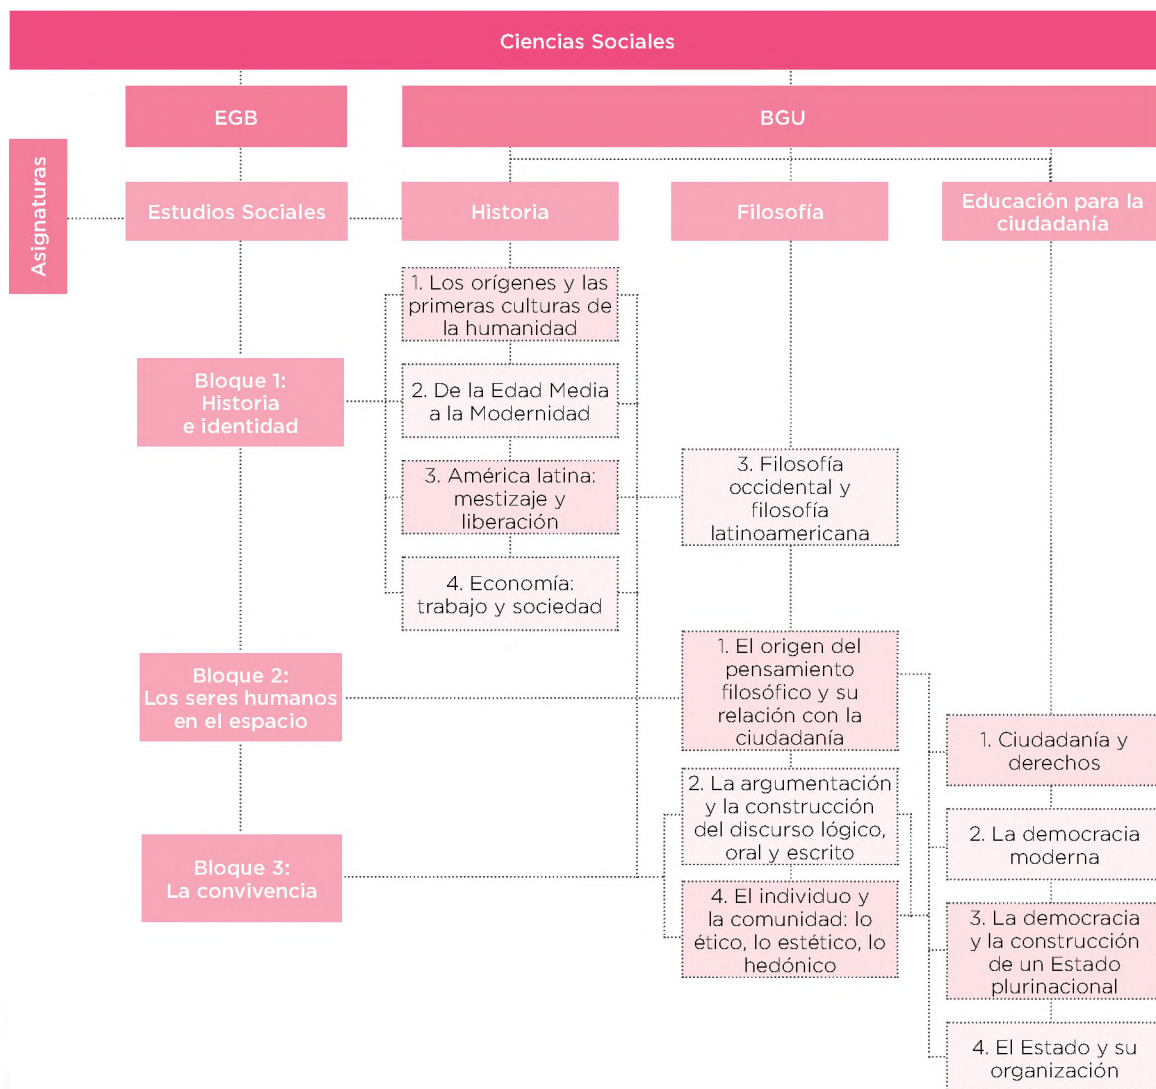 Ciencias Sociales
EGB
BGU
Asignaturas
Estudios Sociales
Historia
Filosofía
Educación para la
ciudadanía
1. Los orígenes y las
primeras culturas de
la humanidad
Bloque 1:
Historia
e identidad
2. De la Edad Media
a la Modernidad
3. América latina:
mestizaje y
liberación
3. Filosofía
occidental y
filosofía
latinoamericana
4. Economía:
trabajo y sociedad
Bloque 2:
Los seres humanos
en el espacio
1. El origen del
pensamiento
filosófico y su
relación con la
ciudadanía
1. Ciudadanía y
derechos
2. La argumentación
y la construcción
del discurso lógico,
oral y escrito
2. La democracia
moderna
Bloque 3:
La convivencia
4. El individuo y
la comunidad: lo
ético, lo estético, lo
hedónico
3. La democracia
y la construcción
de un Estado
plurinacional
4. El Estado y su
organización